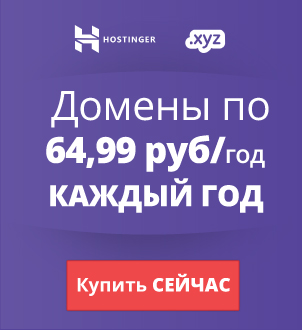 HOSTINGER .xyz
Домены по
64,99 руб/год
КАЖДЫЙ ГОД
Купить СЕЙЧАС